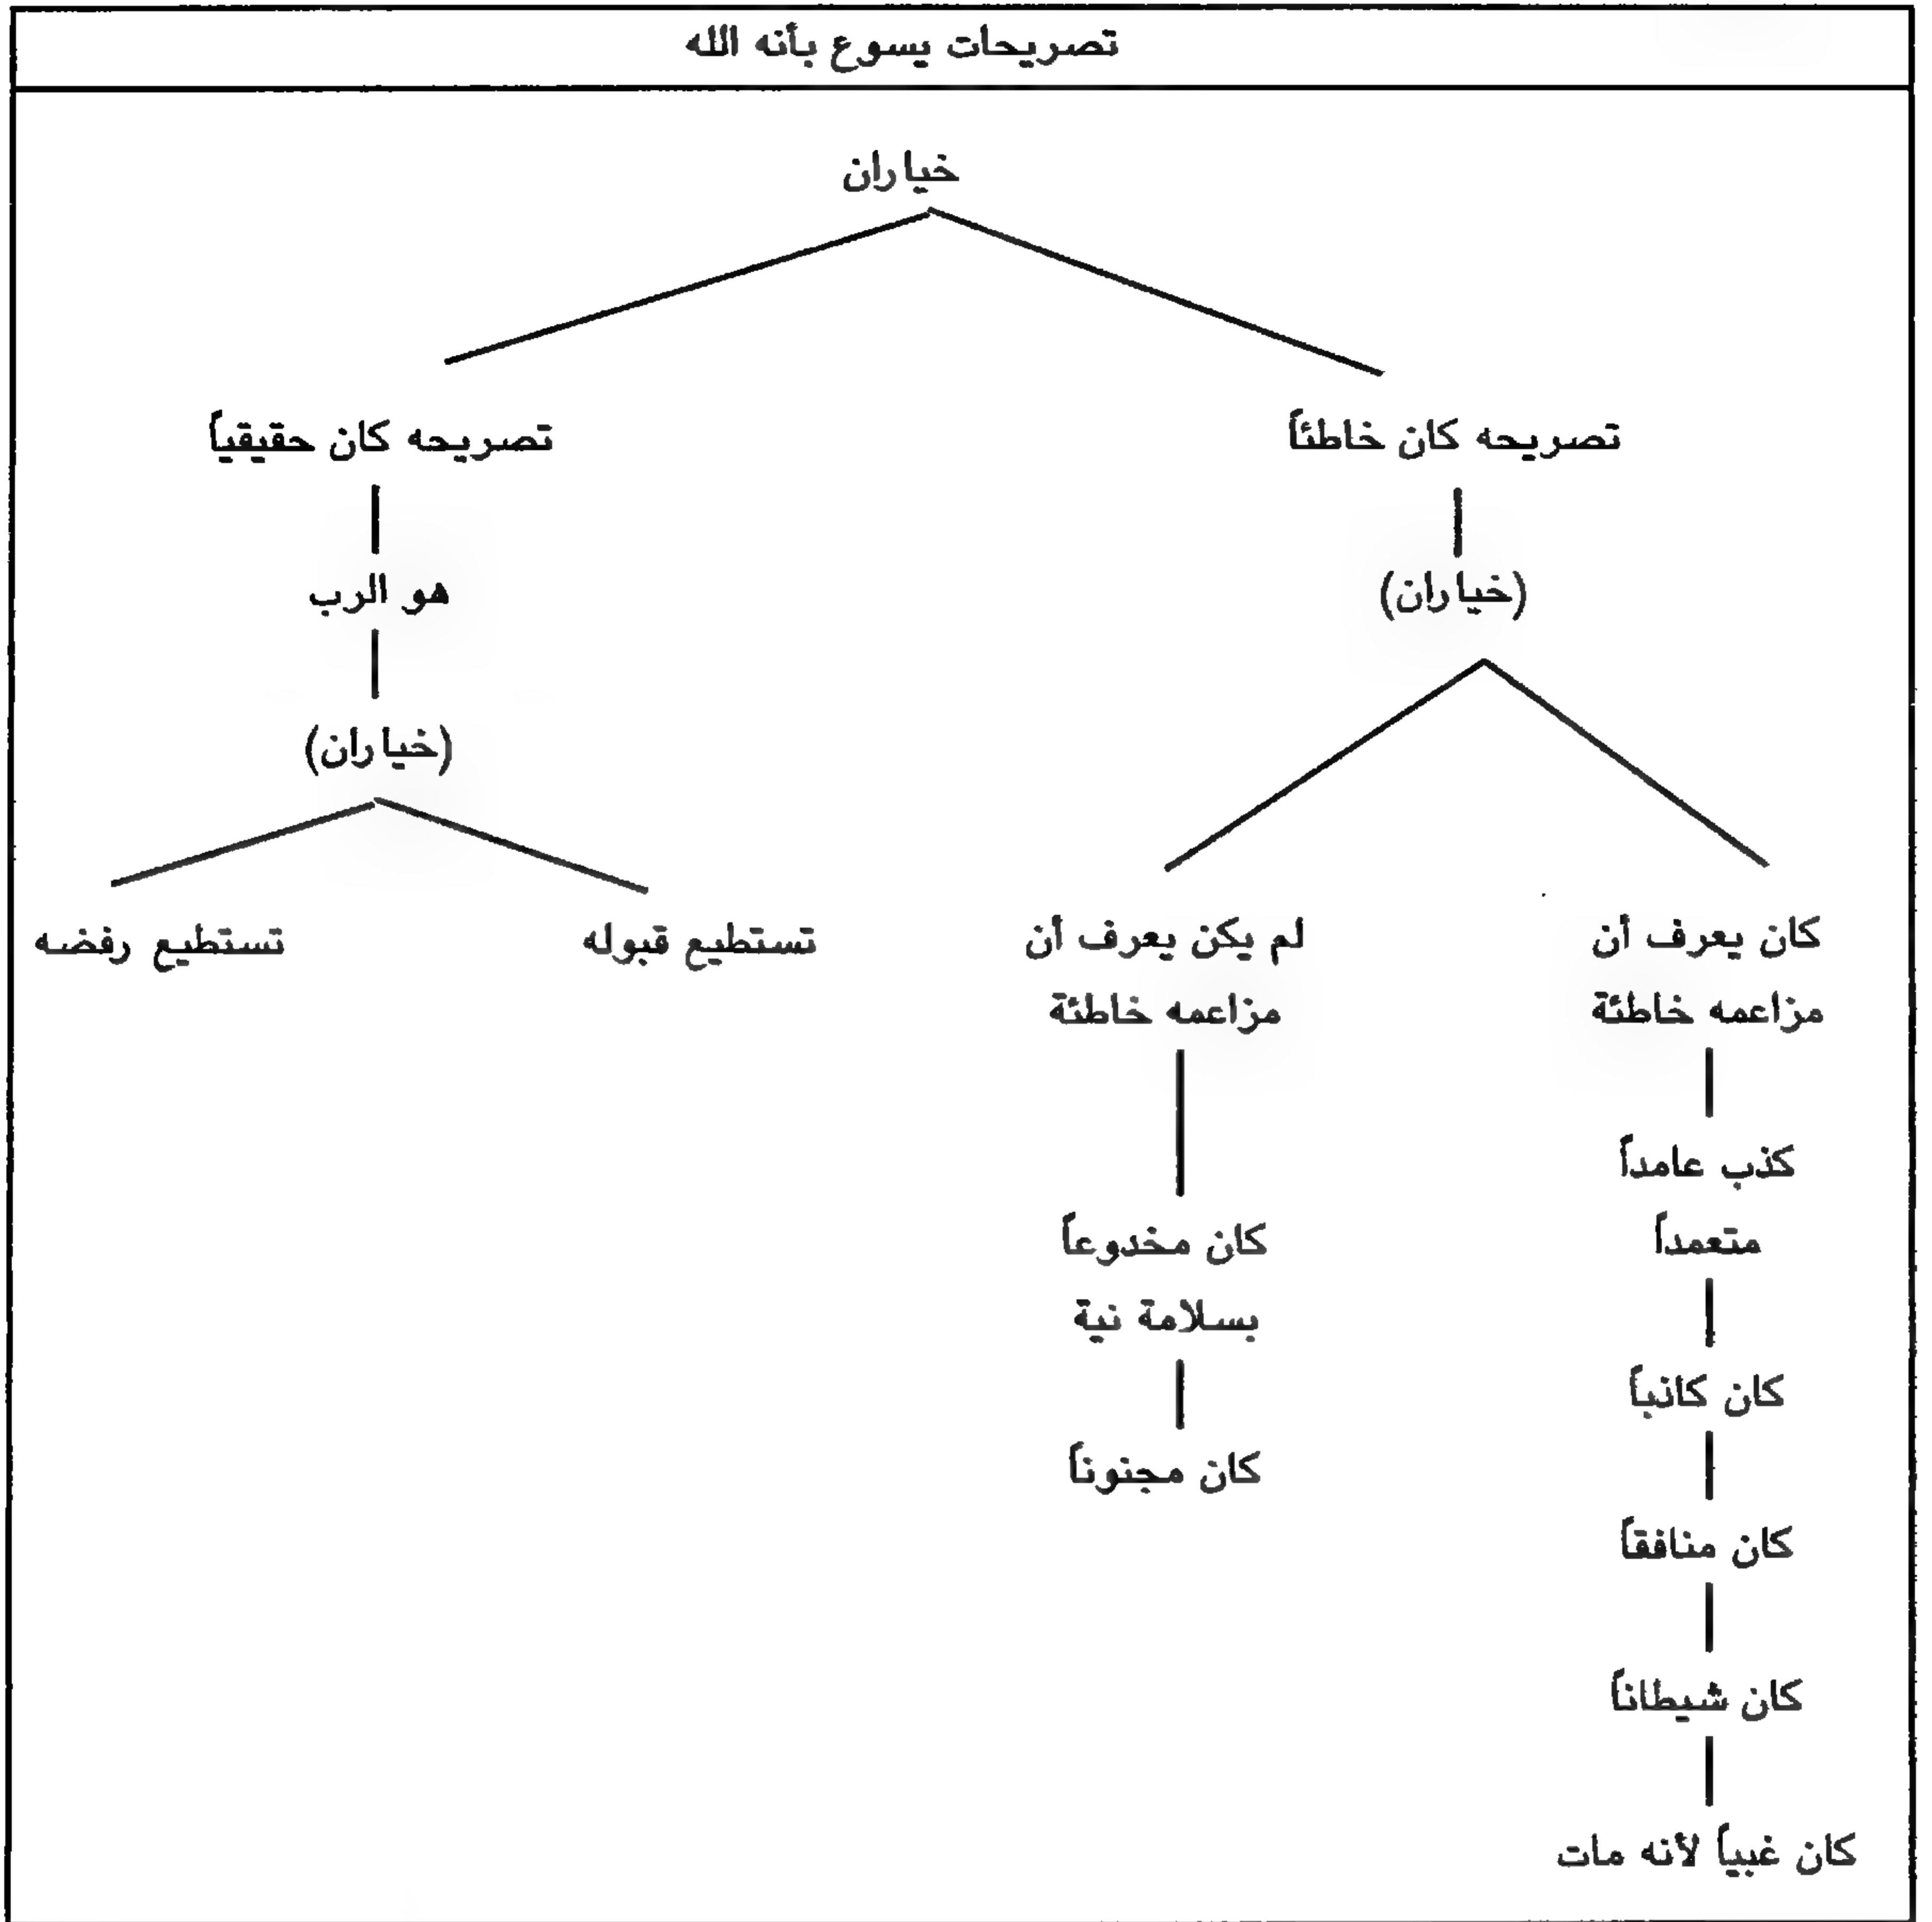 تصريحات يسوع بأنه الله
خياران
تصريحه كان خاطئاً
تصريحه كان حقيقياً
(خياران)
هو الرب
(خياران)
كان يعرف أن
مزاعمه خاطئة
لم يكن يعرف أن
مزاعمه خاطئة
تستطيع قبوله
تستطيع رفضه
كذب عامداً
متعمداً
كان مخدوعاً
بسلامة نية
كان كاذباً
كان مجنوناً
كان منافقاً
كان شيطاناً
كان غبياً لأنه مات